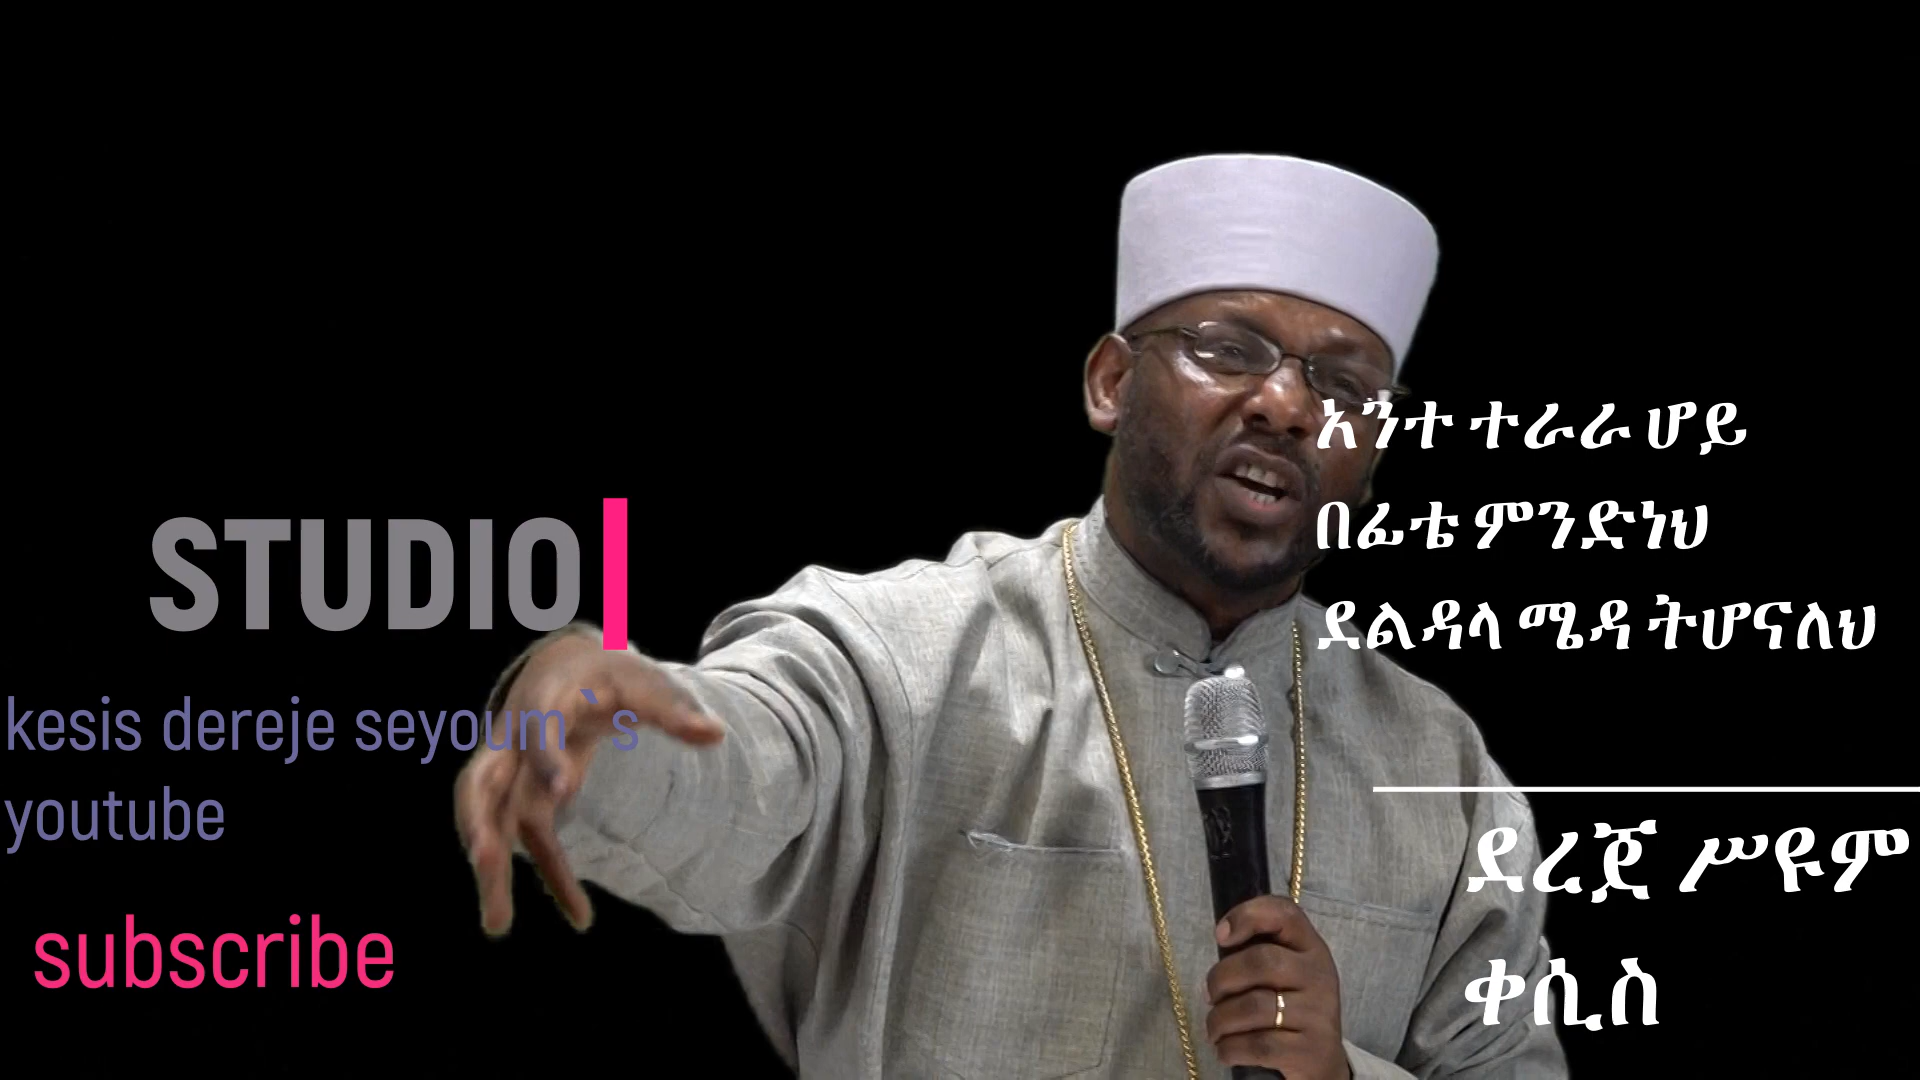 STUDIO
kesis dereje seyoum`s
youtube
subscribe
አንተ ተራራ ሆይ
በፊቴ ምንድነህ
ደልዳላ ሜዳ ትሆናለህ
ደረጀ ሥዩም
ቀሲስ